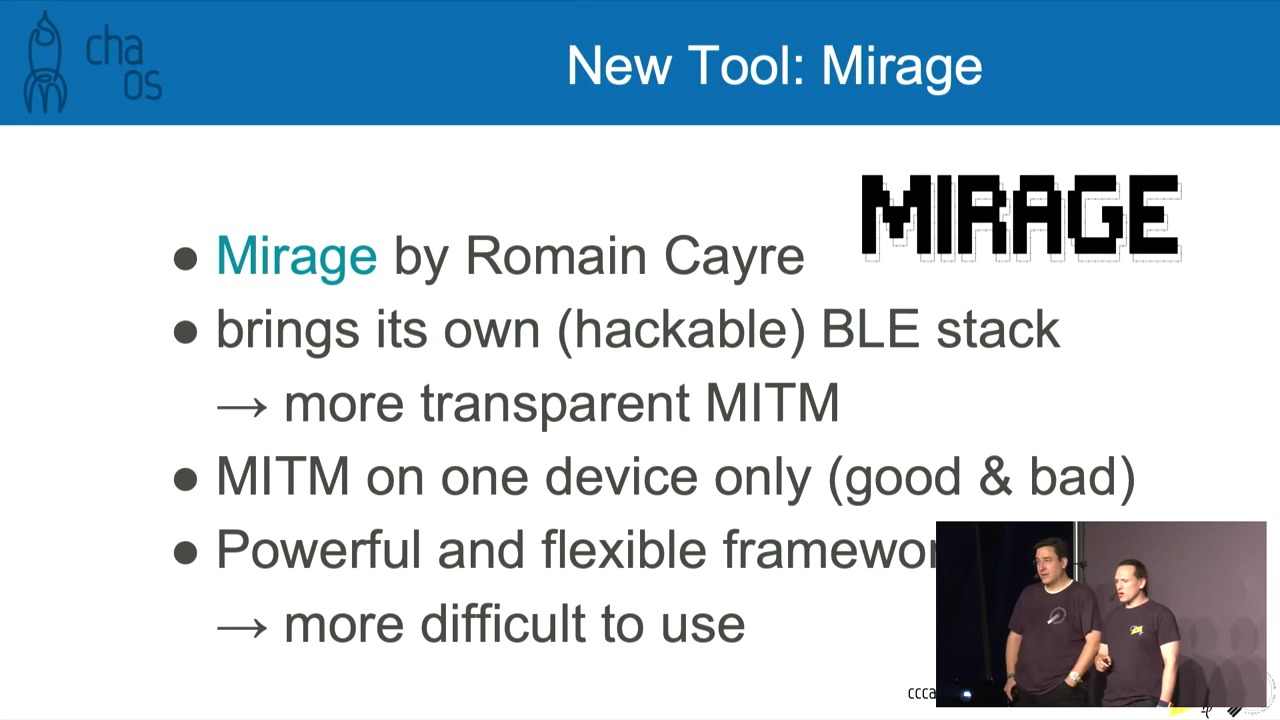 cha
os
New Tool: Mirage
MIRAGE
● Mirage by Romain Cayre
● brings its own (hackable) BLE stack
→ more transparent MITM
● MITM on one device only (good & bad)
● Powerful and flexible
→ more difficult to use